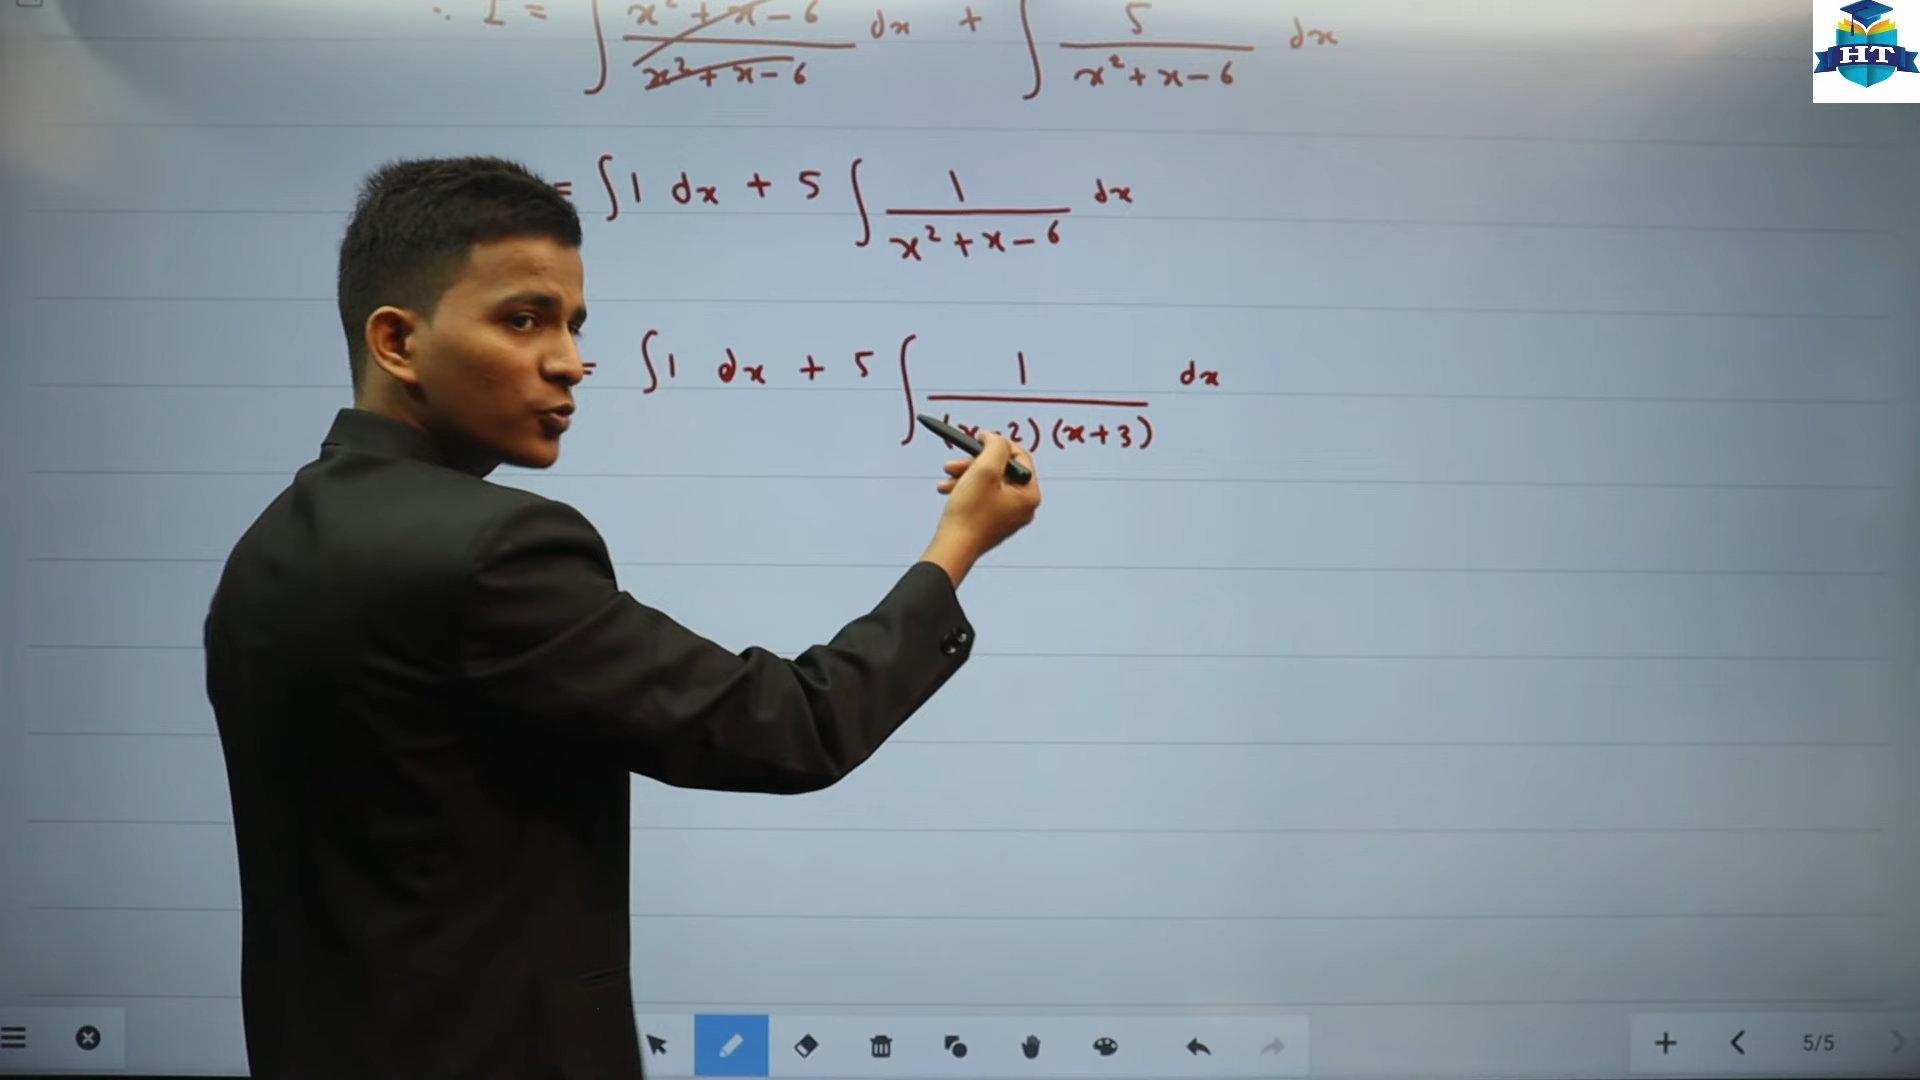 ∴ I = ∫ x² + x - 6 / x² + x - 6 dx + ∫ 5 / x² + x - 6 dx
= ∫ 1 dx + 5 ∫ 1 / x² + x - 6 dx
= ∫ 1 dx + 5 ∫ 1 / (x - 2) (x + 3) dx
HT
5/5